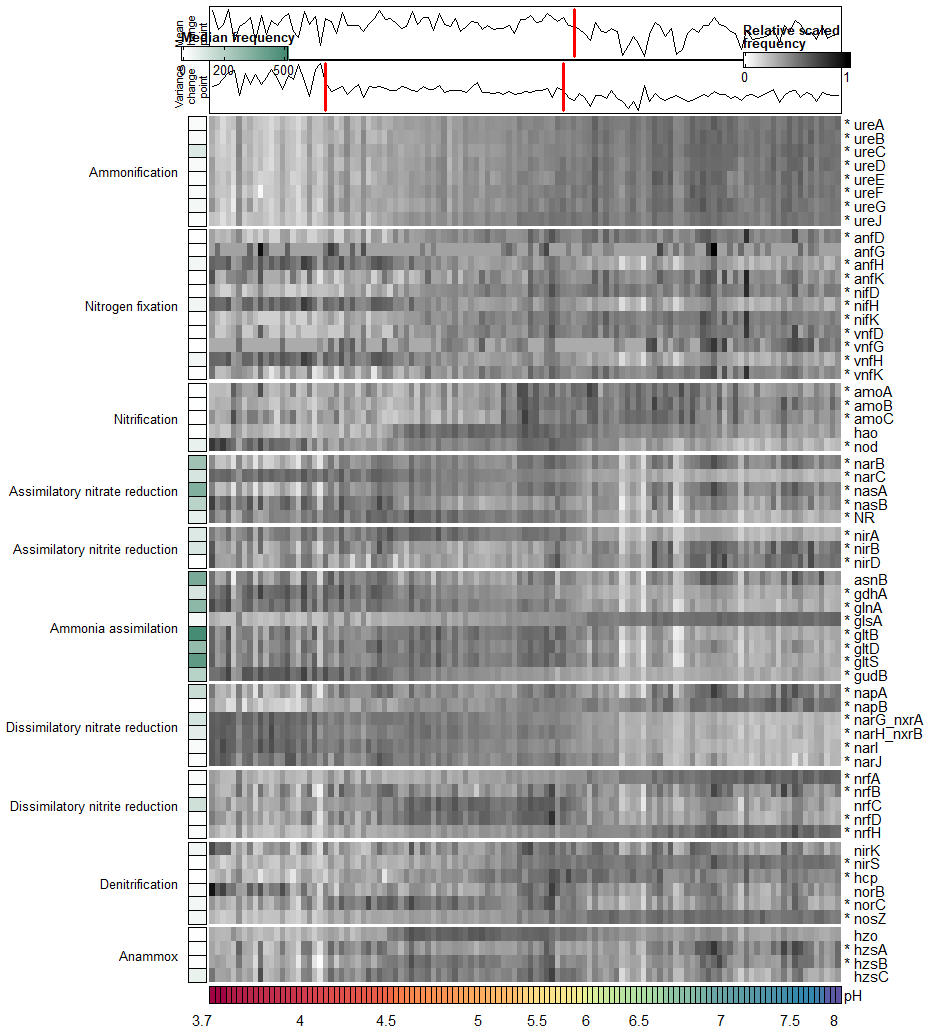 Mean
change
point
Median frequency
0 200 500
Relative scaled
frequency
0 1
Variance
change
point
Ammonification
* ureA
* ureB
* ureC
* ureD
* ureE
* ureF
* ureG
* ureJ
Nitrogen fixation
* anfD
anfG
* anfH
* anfK
* nifD
* nifH
* nifK
* vnfD
* vnfG
* vnfH
* vnfK
Nitrification
* amoA
* amoB
* amoC
hao
* nod
Assimilatory nitrate reduction
* narB
* narC
* nasA
* nasB
* NR
Assimilatory nitrite reduction
* nirA
* nirB
* nirD
Ammonia assimilation
asnB
* gdhA
* glnA
* glsA
* gltB
* gltD
* gltS
* gudB
Dissimilatory nitrate reduction
* napA
* napB
* narG_nxrA
* narH_nxrB
* narI
* narJ
Dissimilatory nitrite reduction
* nrfA
* nrfB
nrfC
* nrfD
* nrfH
Denitrification
nirK
* nirS
* hcp
norB
* norC
* nosZ
Anammox
hzo
* hzsA
* hzsB
hzsC
pH
3.7 4 4.5 5 5.5 6 6.5 7 7.5 8